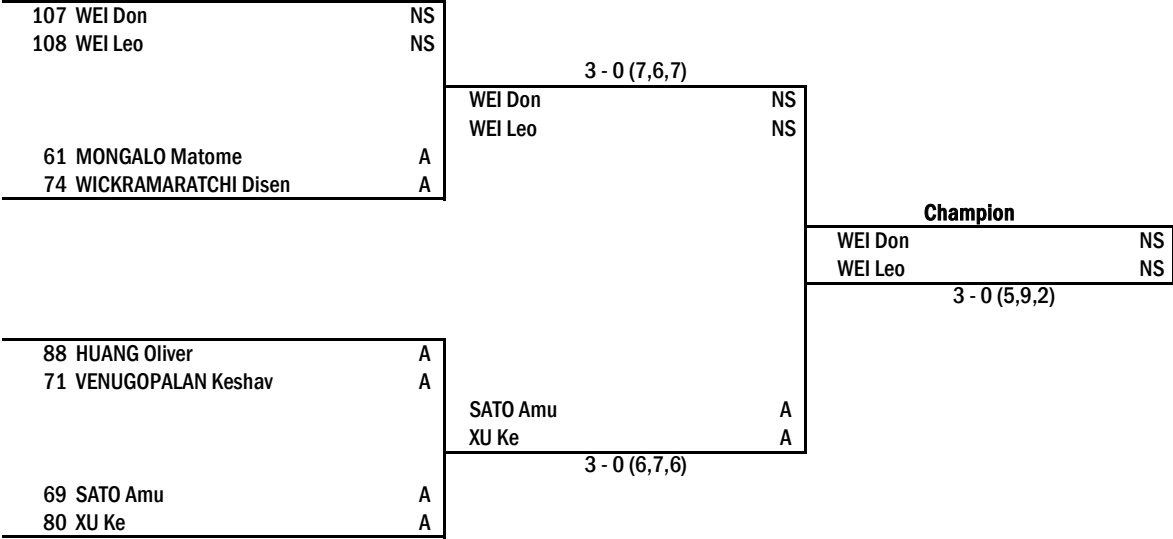 107 WEI Don NS
108 WEI Leo NS
3 - 0 (7,6,7)
WEI Don NS
WEI Leo NS
61 MONGALO Matome A
74 WICKRAMARATCHI Disen A
Champion
WEI Don NS
WEI Leo NS
3 - 0 (5,9,2)
88 HUANG Oliver A
71 VENUGOPALAN Keshav A
SATO Amu A
XU Ke A
3 - 0 (6,7,6)
69 SATO Amu A
80 XU Ke A